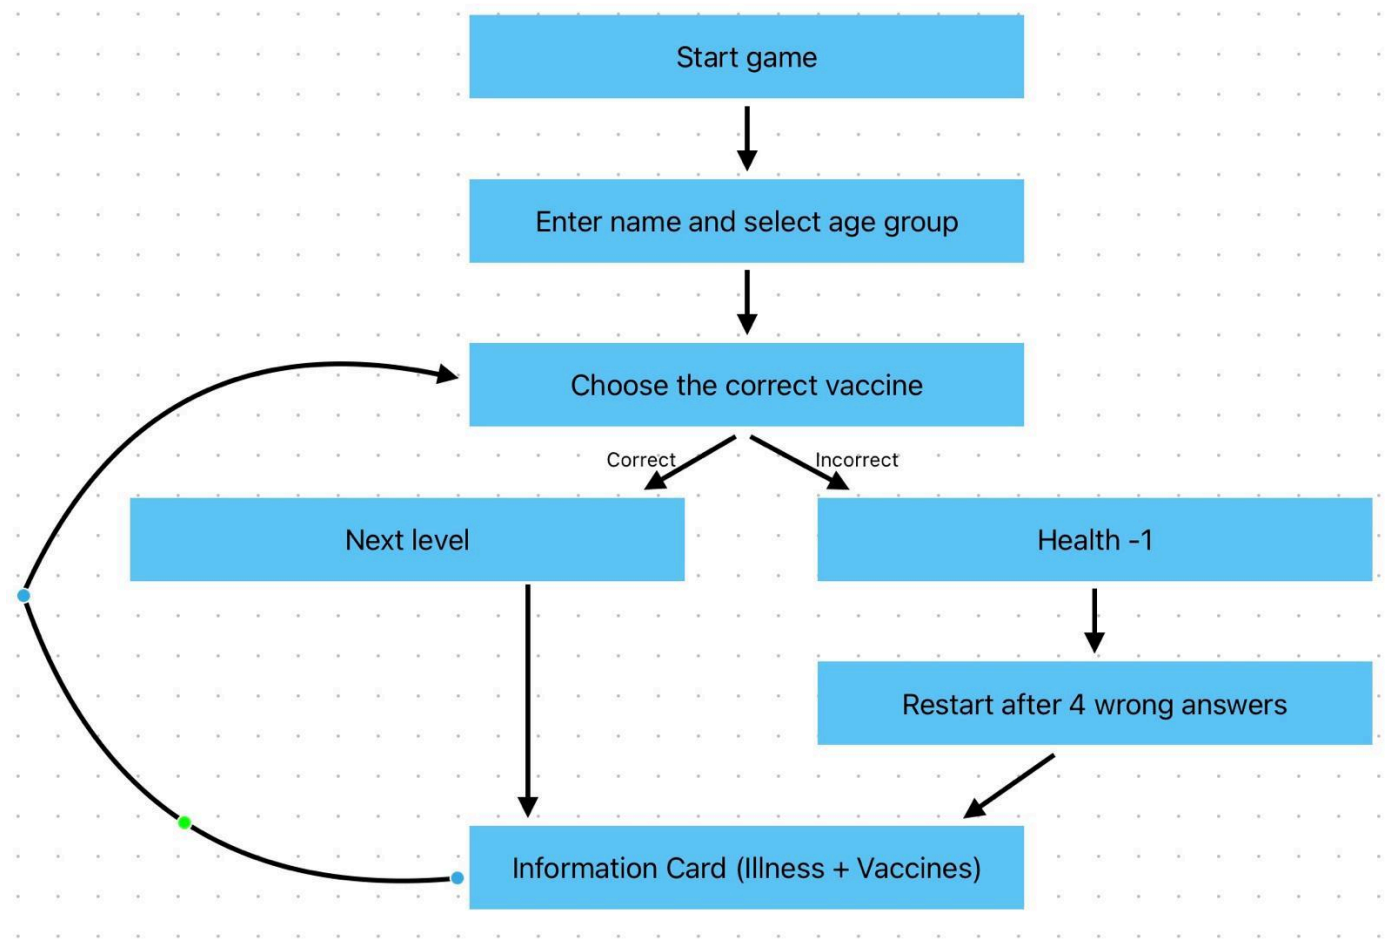 Start game
Enter name and select age group
Choose the correct vaccine
Correct
Incorrect
Next level
Health -1
Restart after 4 wrong answers
Information Card (Illness + Vaccines)